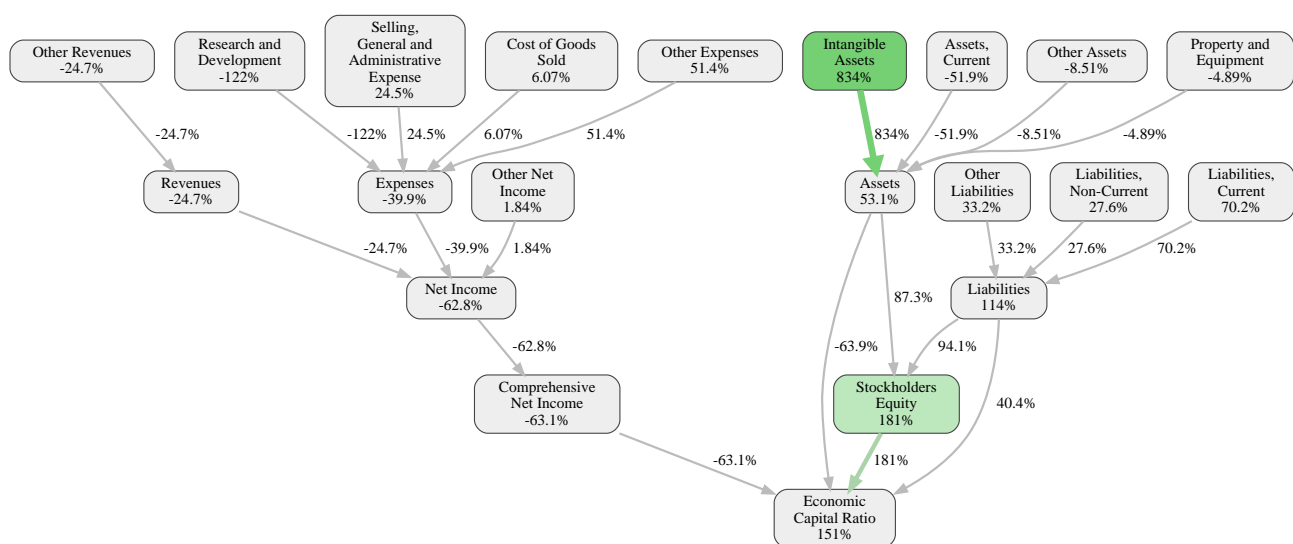 Other Revenues
-24.7%
Research and
Development
-122%
Selling,
General and
Administrative
Expense
24.5%
Cost of Goods
Sold
6.07%
Other Expenses
51.4%
Intangible
Assets
834%
Assets,
Current
-51.9%
Other Assets
-8.51%
Property and
Equipment
-4.89%
-24.7%
-122%
24.5%
6.07%
51.4%
834%
-51.9%
-8.51%
-4.89%
Revenues
-24.7%
Expenses
-39.9%
Other Net
Income
1.84%
Assets
53.1%
Other
Liabilities
33.2%
Liabilities,
Non-Current
27.6%
Liabilities,
Current
70.2%
-24.7%
-39.9%
1.84%
33.2%
27.6%
70.2%
Net Income
-62.8%
87.3%
Liabilities
114%
-62.8%
-63.9%
94.1%
Comprehensive
Net Income
-63.1%
Stockholders
Equity
181%
40.4%
-63.1%
181%
Economic
Capital Ratio
151%